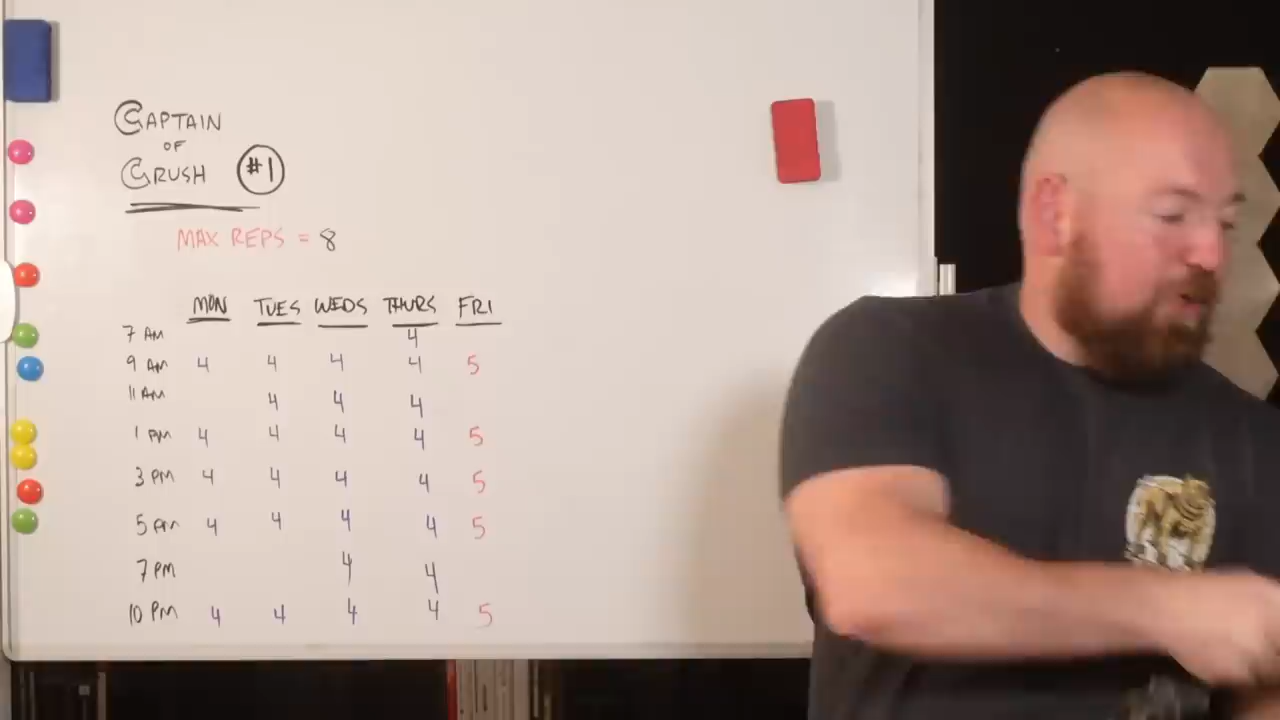 CAPTAIN
OF
CRUSH #1
MAX REPS = 8
MON TUES WEDS THURS FRI
7 AM 4
9 AM 4 4 4 4 5
11 AM 4 4 4
1 PM 4 4 4 4 5
3 PM 4 4 4 4 5
5 PM 4 4 4 4 5
7 PM 4 4
10 PM 4 4 4 4 5